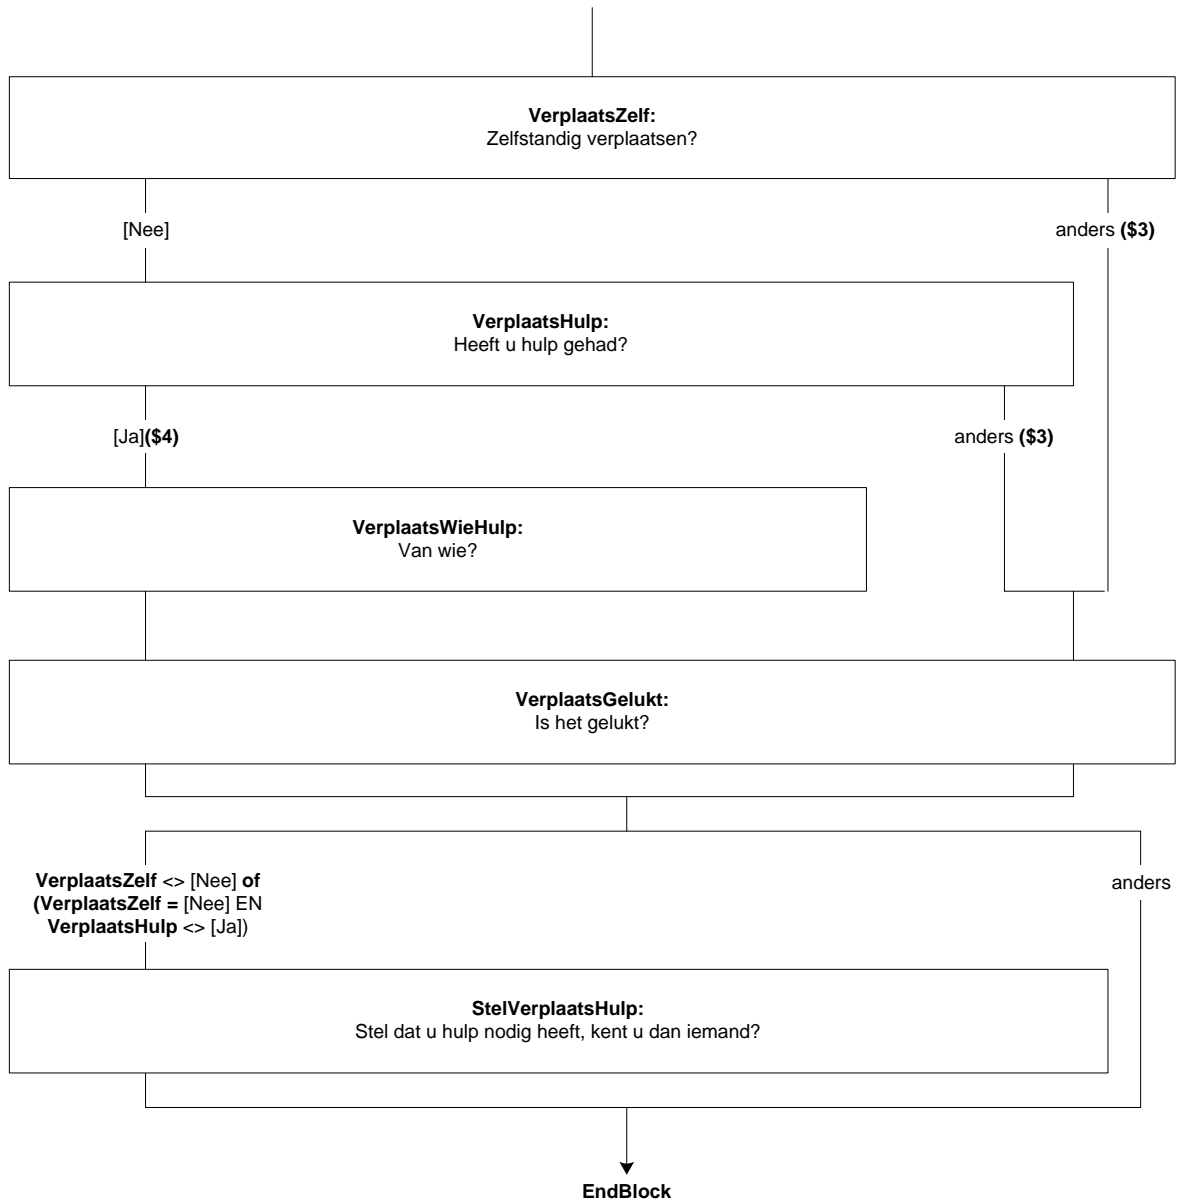 VerplaatsZelf:
Zelfstandig verplaatsen?
[Nee]
anders ($3)
VerplaatsHulp:
Heeft u hulp gehad?
[Ja]($4)
anders ($3)
VerplaatsWieHulp:
Van wie?
VerplaatsGelukt:
Is het gelukt?
VerplaatsZelf <> [Nee] of
(VerplaatsZelf = [Nee] EN
VerplaatsHulp <> [Ja])
anders
StelVerplaatsHulp:
Stel dat u hulp nodig heeft, kent u dan iemand?
EndBlock